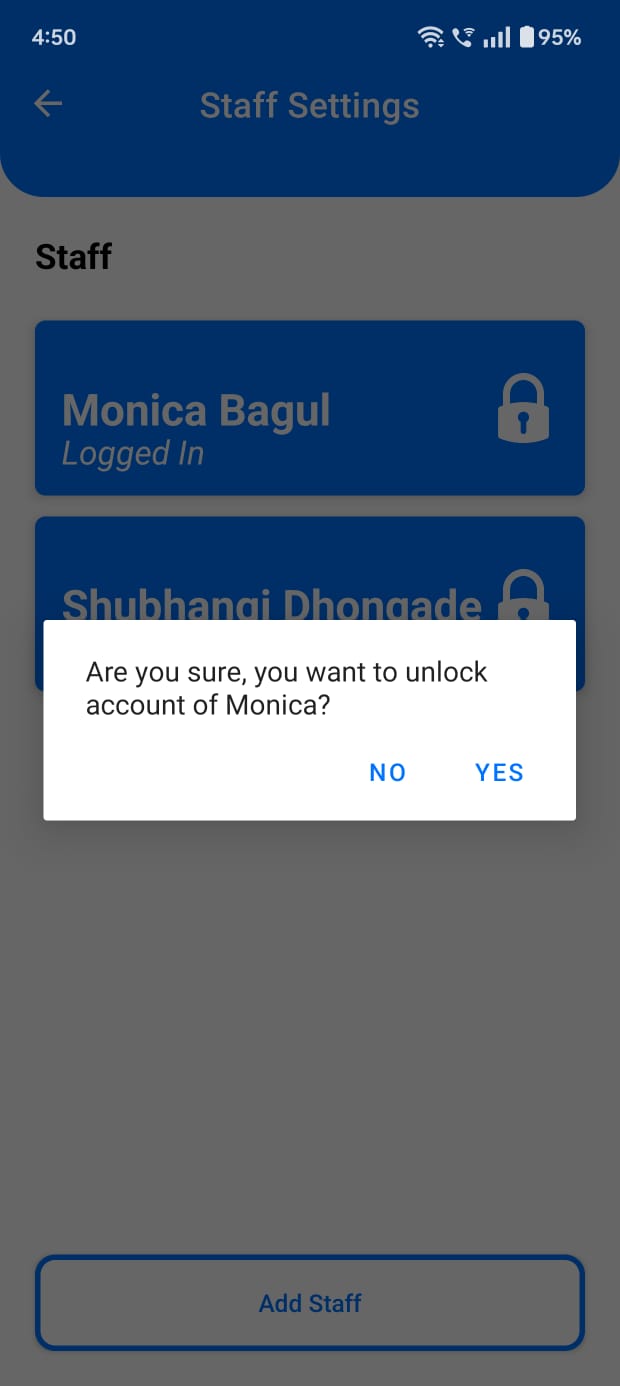 4:50
95%
Staff Settings
Staff
Monica Bagul
Logged In
Shubhangi Dhongade
Are you sure, you want to unlock
account of Monica?
NO YES
Add Staff